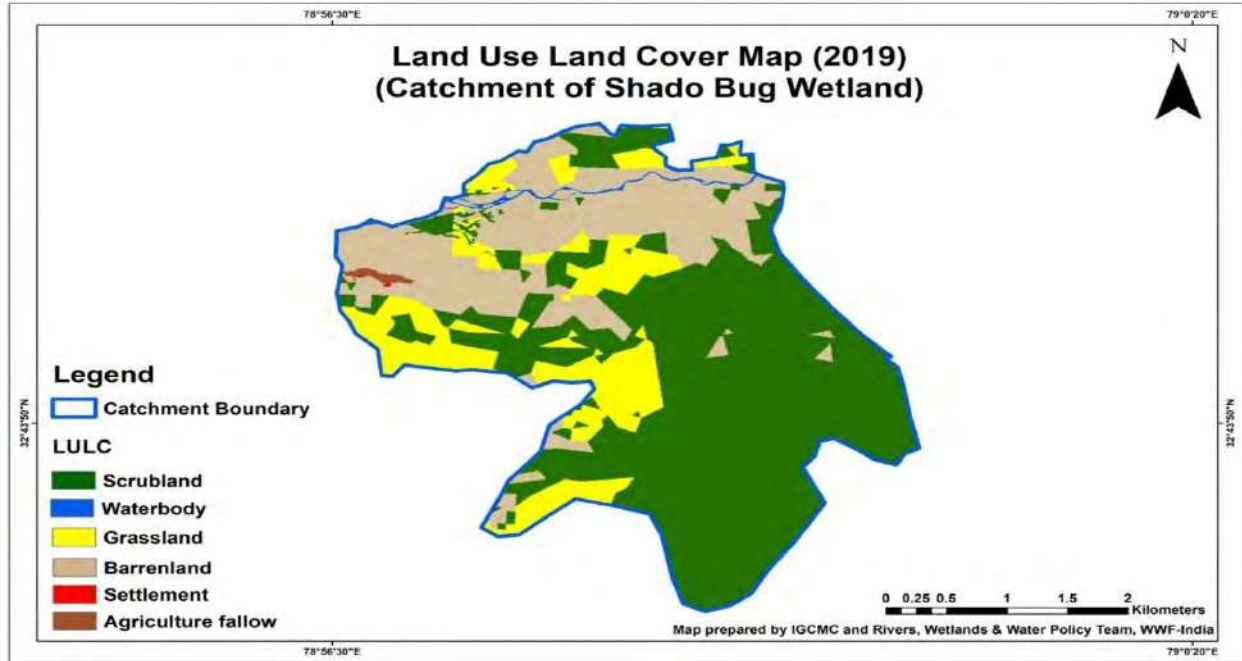 78°56'30"E 79°0'20"E
Land Use Land Cover Map (2019)
(Catchment of Shado Bug Wetland)
N
32°43'50"N 32°43'50"N
Legend
Catchment Boundary
LULC
Scrubland
Waterbody
Grassland
Barrenland
Settlement
Agriculture fallow
0 0.25 0.5 1 1.5 2
Kilometers
Map prepared by IGCMC and Rivers, Wetlands & Water Policy Team, WWF-India
78°56'30"E 79°0'20"E